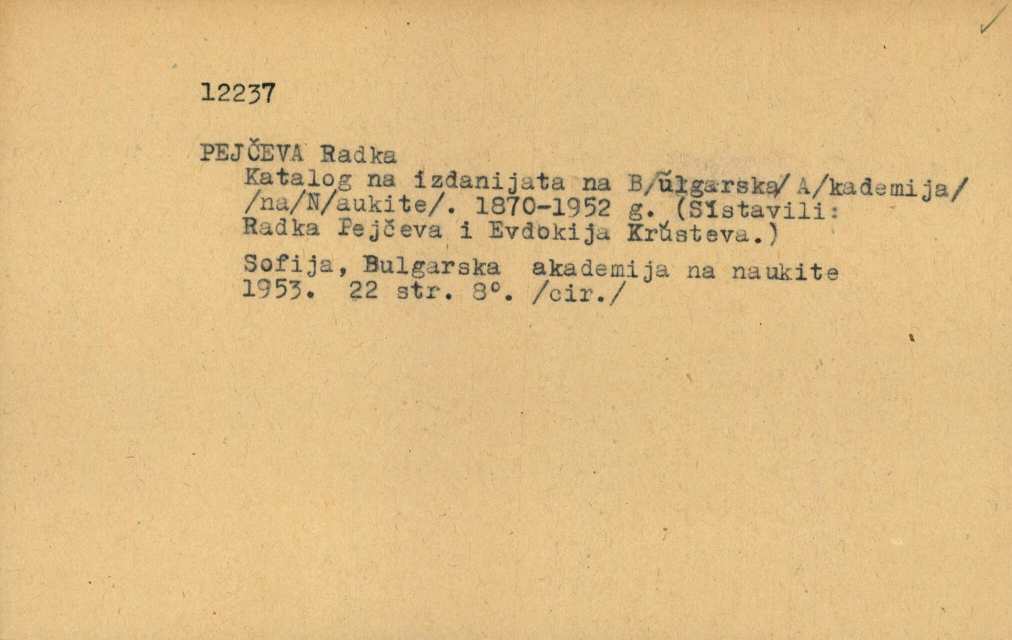 12237
PEJČEVA Radka
Katalog na izdanijata na B/ŭlgarska/ A/kademija/
/na/N/aukite/. 1870-1952 g. (Sĭstavili:
Radka Pejčeva i Evdokija Krŭsteva.)
Sofija, Bulgarska akademija na naukite
1953. 22 str. 8°. /cir./